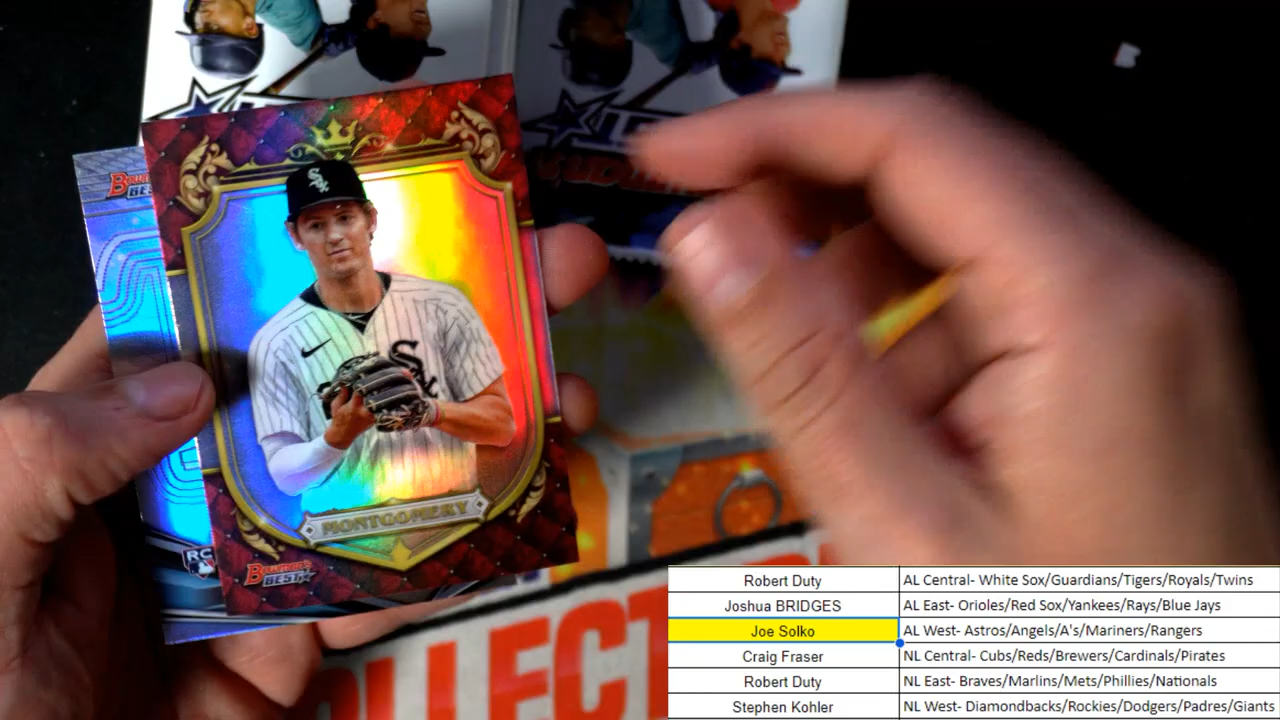 BOWMAN'S
BEST
MONTGOMERY
RC
COLLECT
Robert Duty AL Central- White Sox/Guardians/Tigers/Royals/Twins
Joshua BRIDGES AL East- Orioles/Red Sox/Yankees/Rays/Blue Jays
Joe Solko AL West- Astros/Angels/A's/Mariners/Rangers
Craig Fraser NL Central- Cubs/Reds/Brewers/Cardinals/Pirates
Robert Duty NL East- Braves/Marlins/Mets/Phillies/Nationals
Stephen Kohler NL West- Diamondbacks/Rockies/Dodgers/Padres/Giants